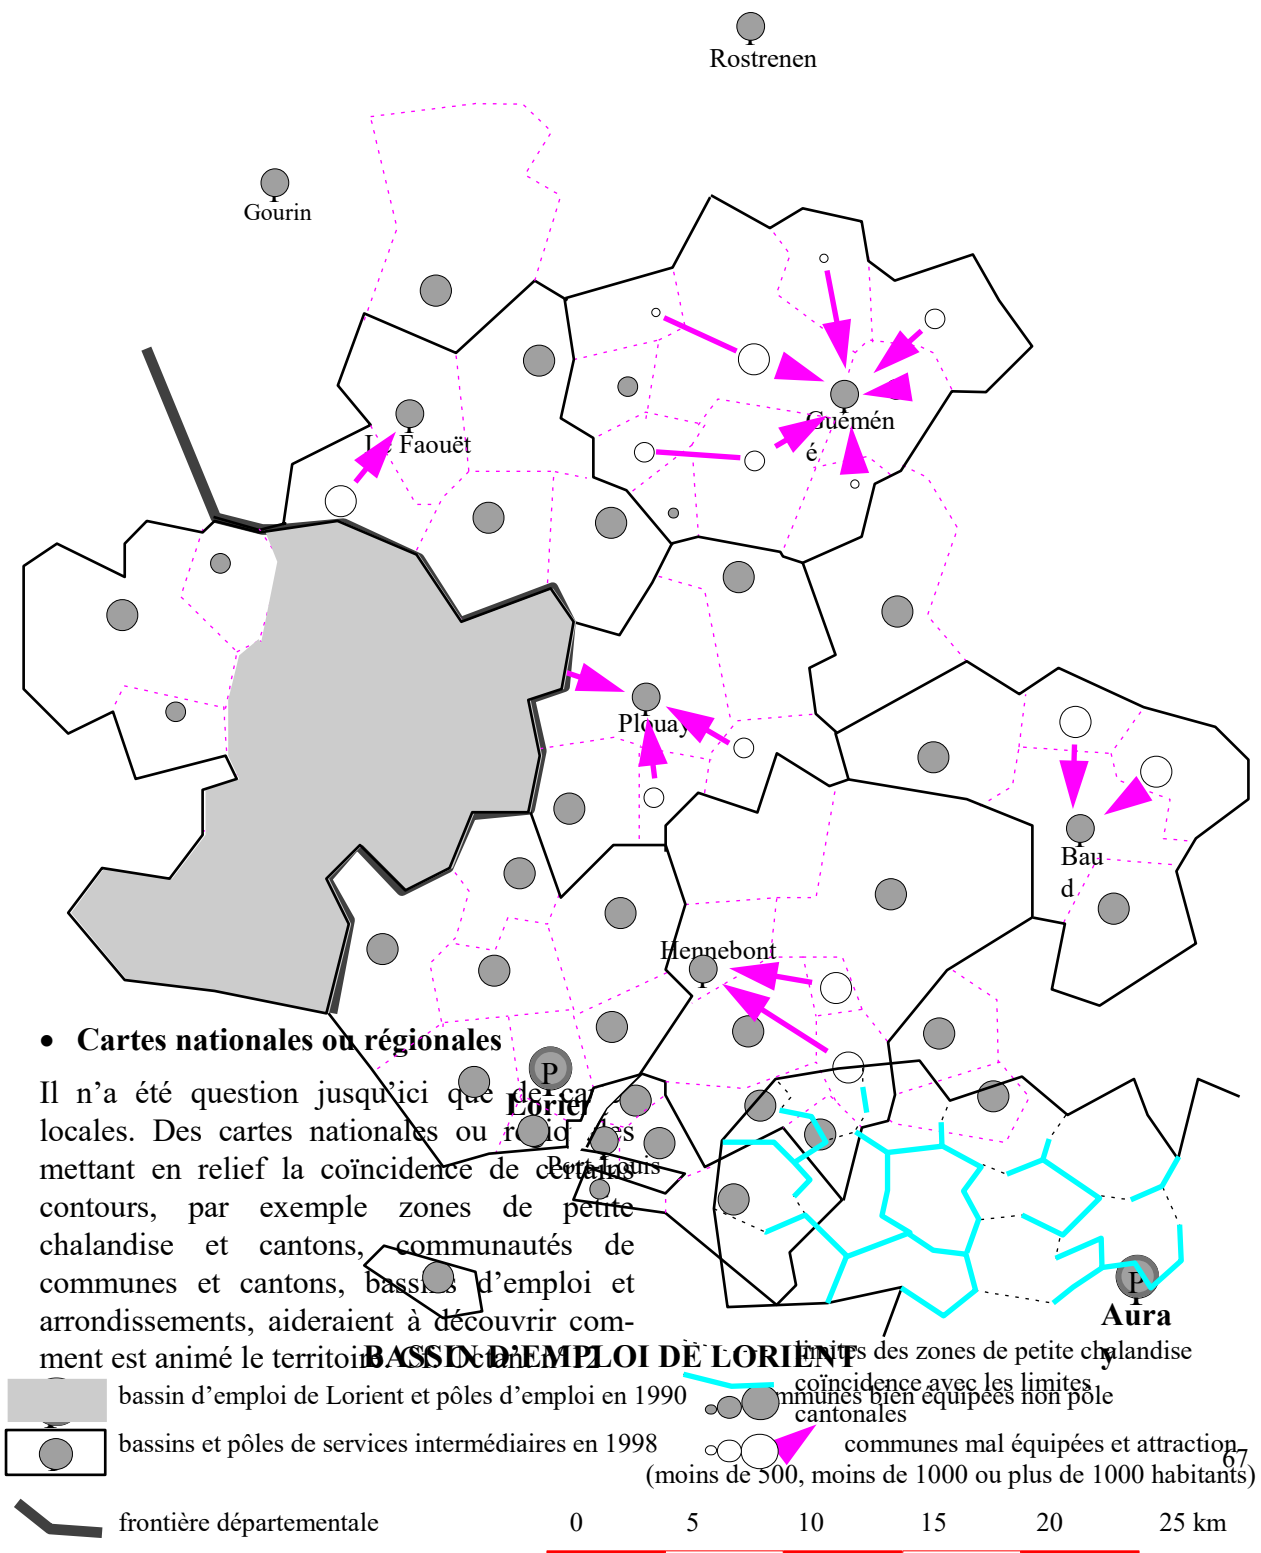 Rostrenen
Gourin
Guémén
é
Le Faouët
Plouay
Bau
d
Hennebont
• Cartes nationales ou régionales
Il n’a été question jusqu’ici que de
locales. Des cartes nationales ou
mettant en relief la coïncidence de certains
contours, par exemple zones de petite
chalandise et cantons, communautés de
communes et cantons, bassins d’emploi et
arrondissements, aideraient à découvrir com-
ment est animé le territoire.
P
Port-Louis
P
Aura
y
BASSIN D’EMPLOI DE LORIENT
limites des zones de petite chalandise
coïncidence avec les limites
cantonales
bassin d’emploi de Lorient et pôles d’emploi en 1990
communes bien équipées non pôle
bassins et pôles de services intermédiaires en 1998
communes mal équipées et attraction
(moins de 500, moins de 1000 ou plus de 1000 habitants)
67
frontière départementale
0 5 10 15 20 25 km